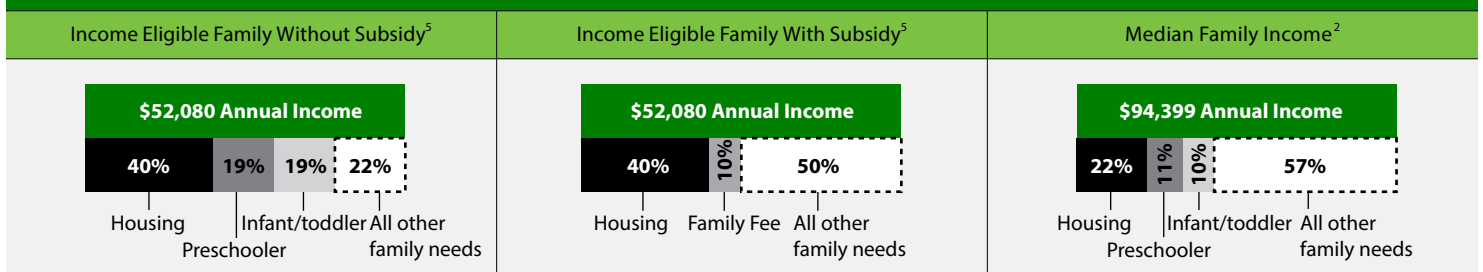 Income Eligible Family Without Subsidy⁵
$52,080 Annual Income
40% 19% 19% 22%
Housing Infant/toddler All other
Preschooler family needs
Income Eligible Family With Subsidy⁵
$52,080 Annual Income
40% 10% 50%
Housing Family Fee All other
family needs
Median Family Income²
$94,399 Annual Income
22% 11% 10% 57%
Housing Infant/toddler All other
Preschooler family needs